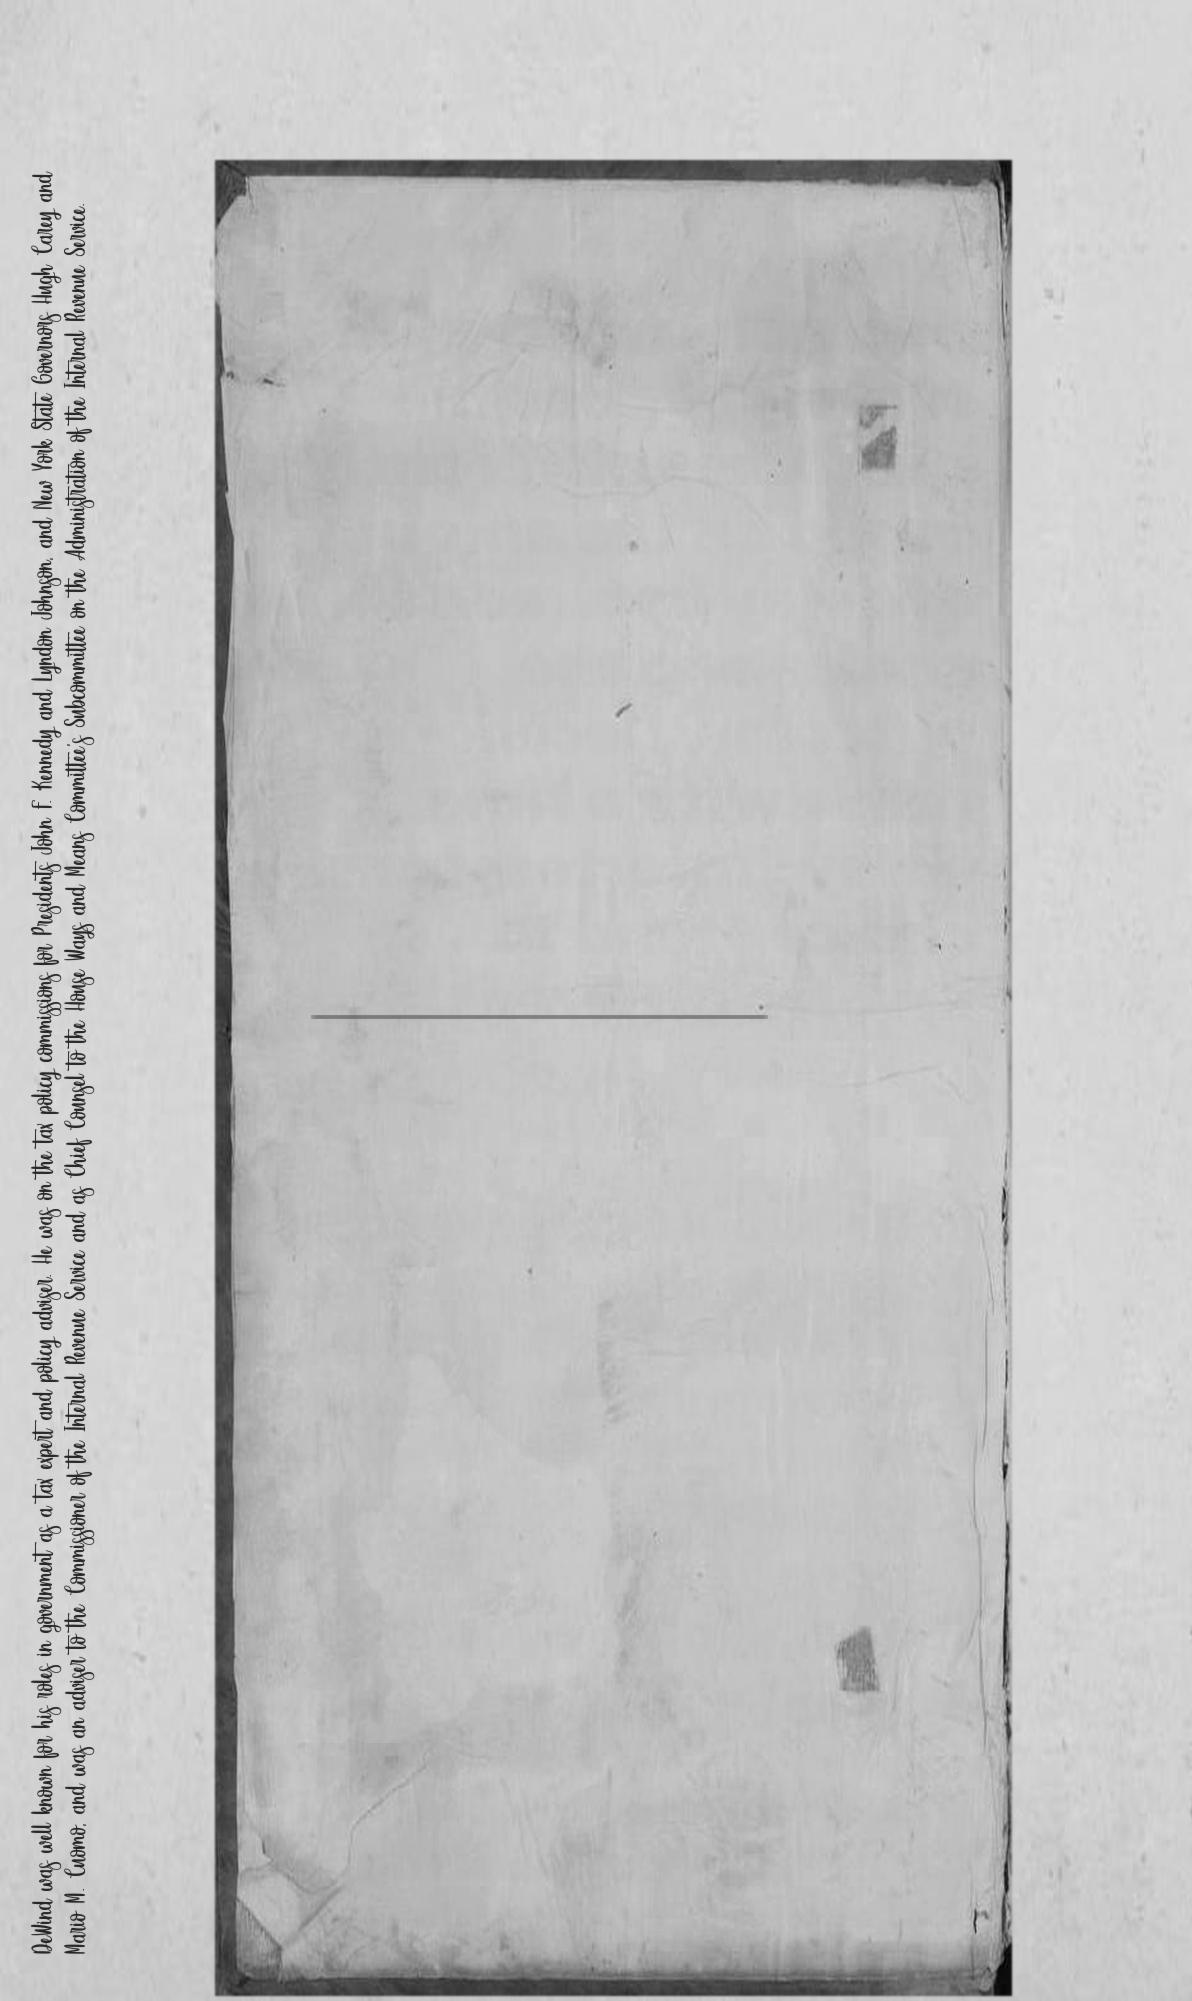 DeWind was well known for his roles in government as a tax expert and policy adviser. He was on the tax policy commissions for Presidents John F. Kennedy and Lyndon Johnson, and New York State Governors Hugh Carey and
Mario M. Cuomo, and was an adviser to the Commissioner of the Internal Revenue Service and as Chief Counsel to the House Ways and Means Committee's Subcommittee on the Administration of the Internal Revenue Service.